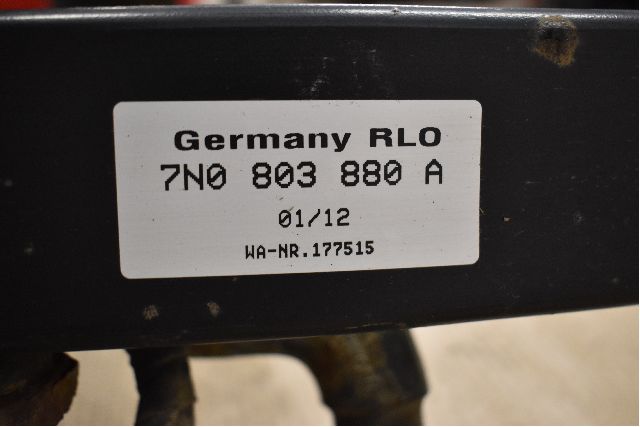 Germany RLO
7N0 803 880 A
01/12
WA-NR.177515